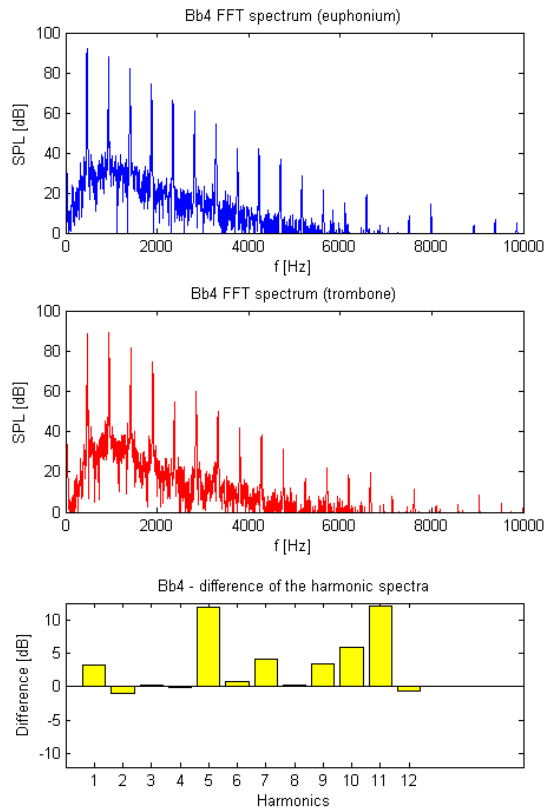 Bb4 FFT spectrum (euphonium)
100
80
60
40
20
0
SPL [dB]
0 2000 4000 6000 8000 10000
f [Hz]
Bb4 FFT spectrum (trombone)
100
80
60
40
20
0
SPL [dB]
0 2000 4000 6000 8000 10000
f [Hz]
Bb4 - difference of the harmonic spectra
10
5
0
-5
-10
Difference [dB]
1 2 3 4 5 6 7 8 9 10 11 12
Harmonics